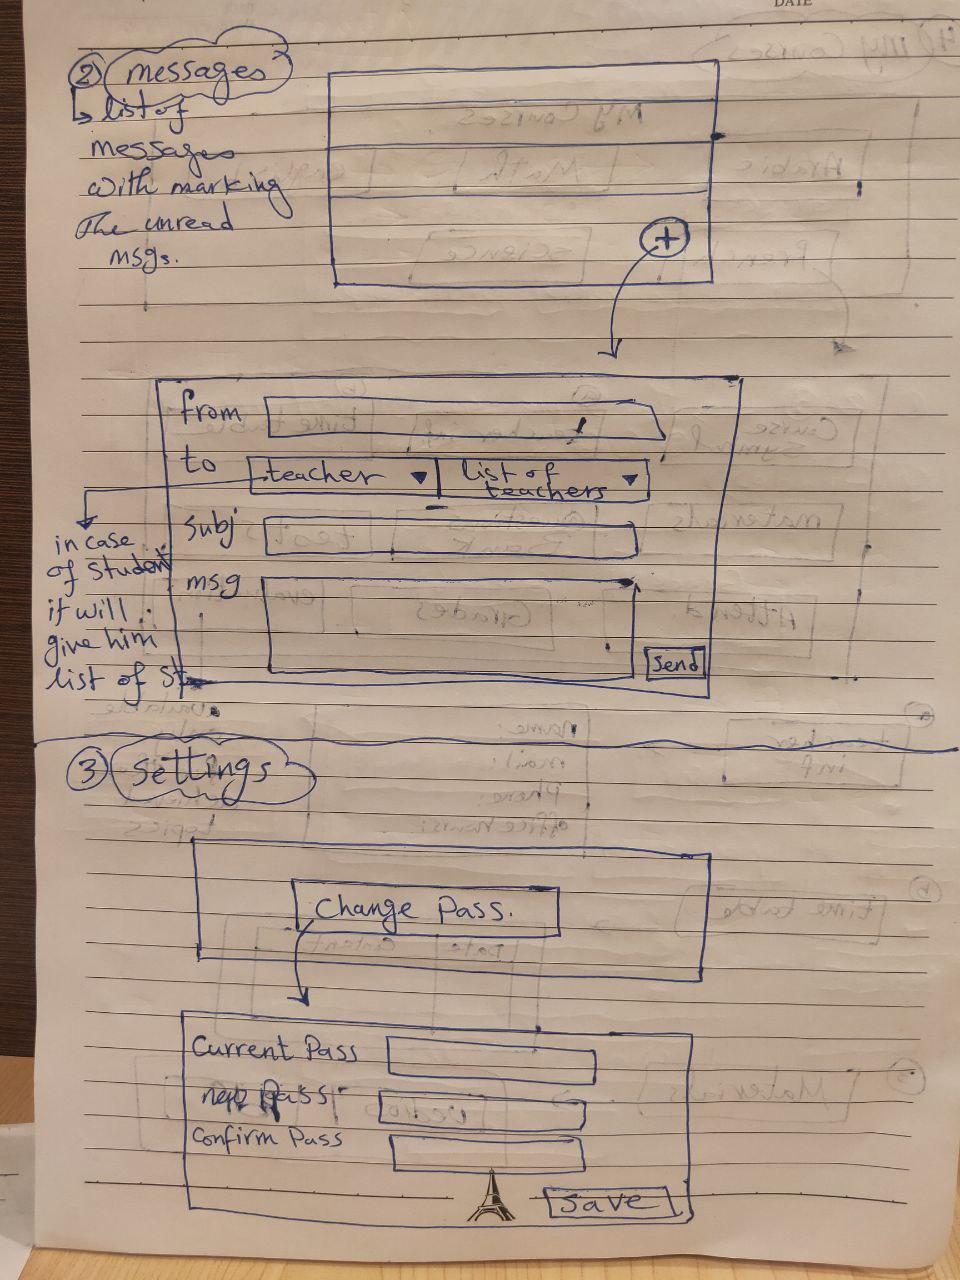 DATE
2 messages
list of
messages
with marking
The unread
msgs.
+
from
to teacher ▼ list of teachers ▼
subj
msg
send
in case
of student
it will
give him
list of st
3 settings
Change Pass.
Current Pass
new Pass
Confirm Pass
save